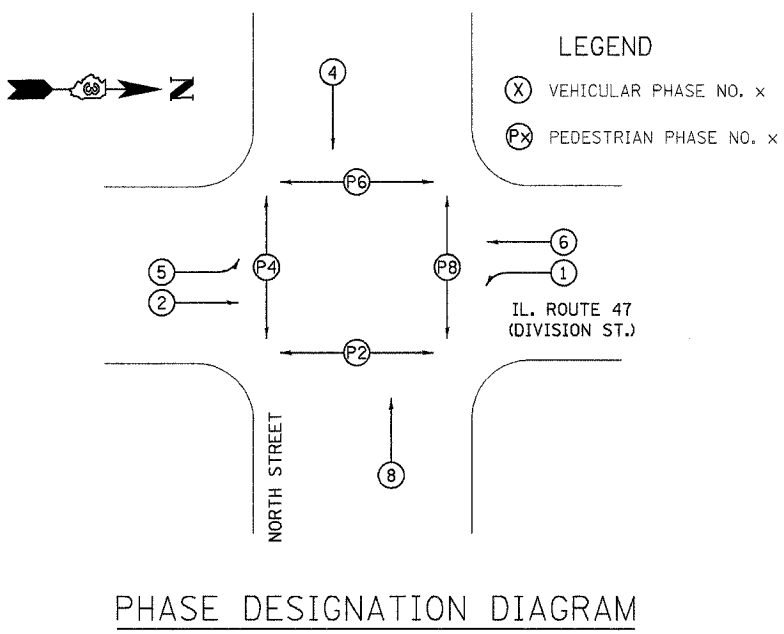 LEGEND
X VEHICULAR PHASE NO. x
Px PEDESTRIAN PHASE NO. x
N
4
P6
5
2
P4
P8
6
1
IL. ROUTE 47
(DIVISION ST.)
P2
NORTH STREET
8
PHASE DESIGNATION DIAGRAM